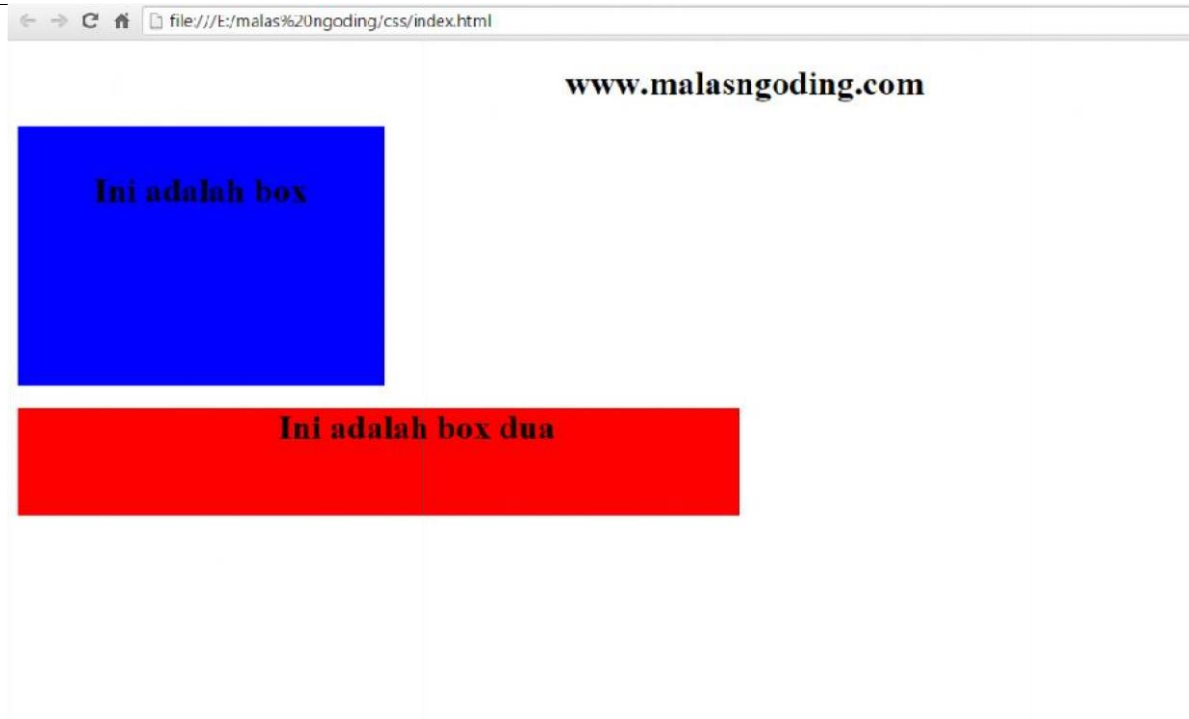 file:///E:/malas%20ngoding/css/index.html
www.malasngoding.com
Ini adalah box
Ini adalah box dua